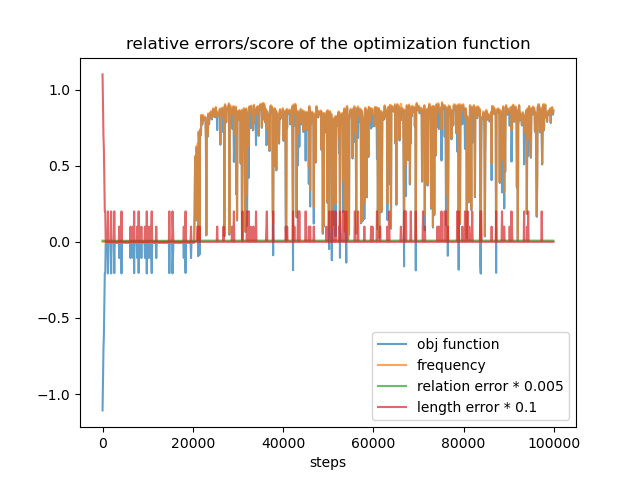 relative errors/score of the optimization function
1.0
0.5
0.0
−0.5
−1.0
obj function
frequency
relation error * 0.005
length error * 0.1
0 20000 40000 60000 80000 100000
steps